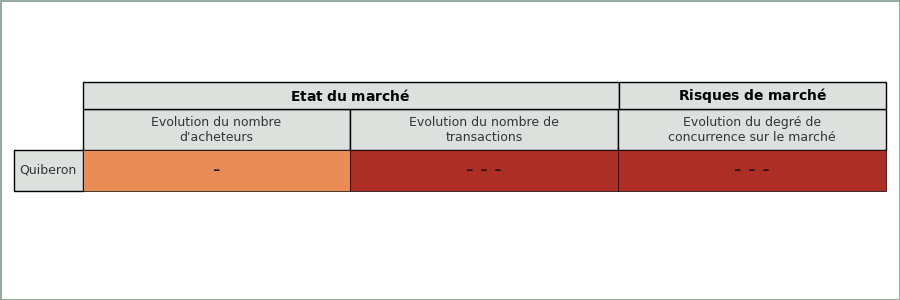 Etat du marché
Risques de marché
Evolution du nombre
d'acheteurs
Evolution du nombre de
transactions
Evolution du degré de
concurrence sur le marché
Quiberon
–
– – –
– – –